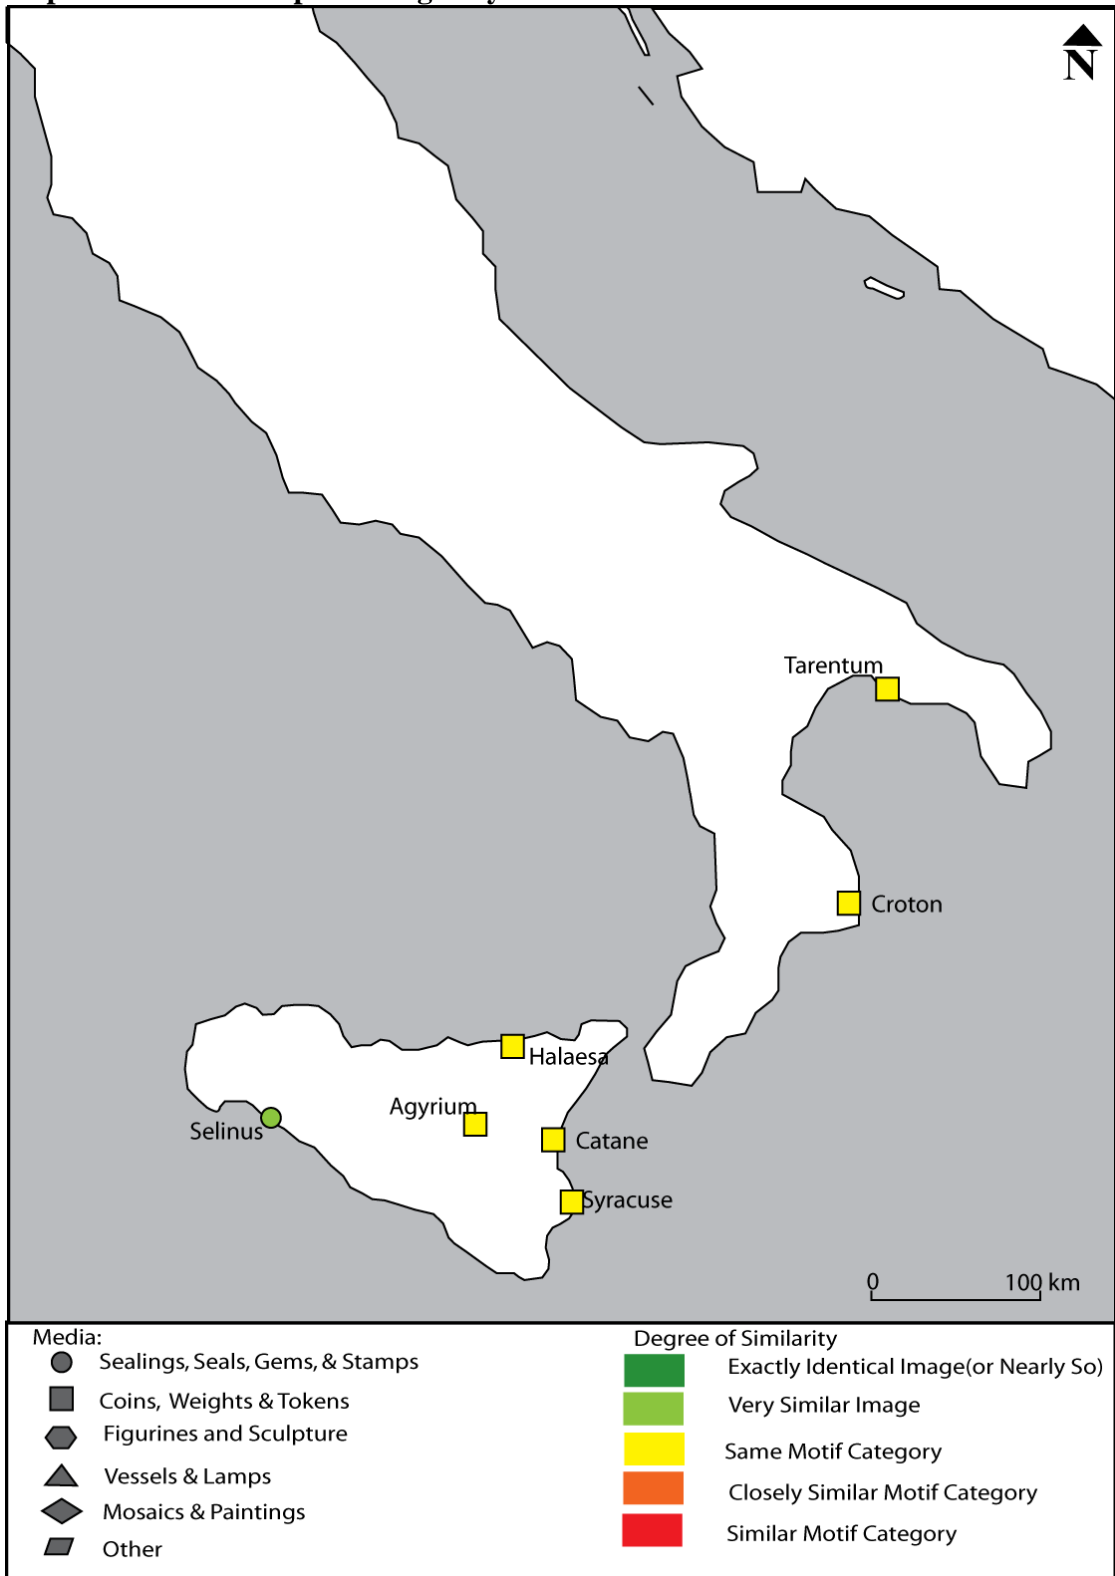 N
Tarentum
Croton
Halaesa
Agyrium
Selinus
Catane
Syracuse
0 100 km
Media:
Sealings, Seals, Gems, & Stamps
Coins, Weights & Tokens
Figurines and Sculpture
Vessels & Lamps
Mosaics & Paintings
Other
Degree of Similarity
Exactly Identical Image(or Nearly So)
Very Similar Image
Same Motif Category
Closely Similar Motif Category
Similar Motif Category